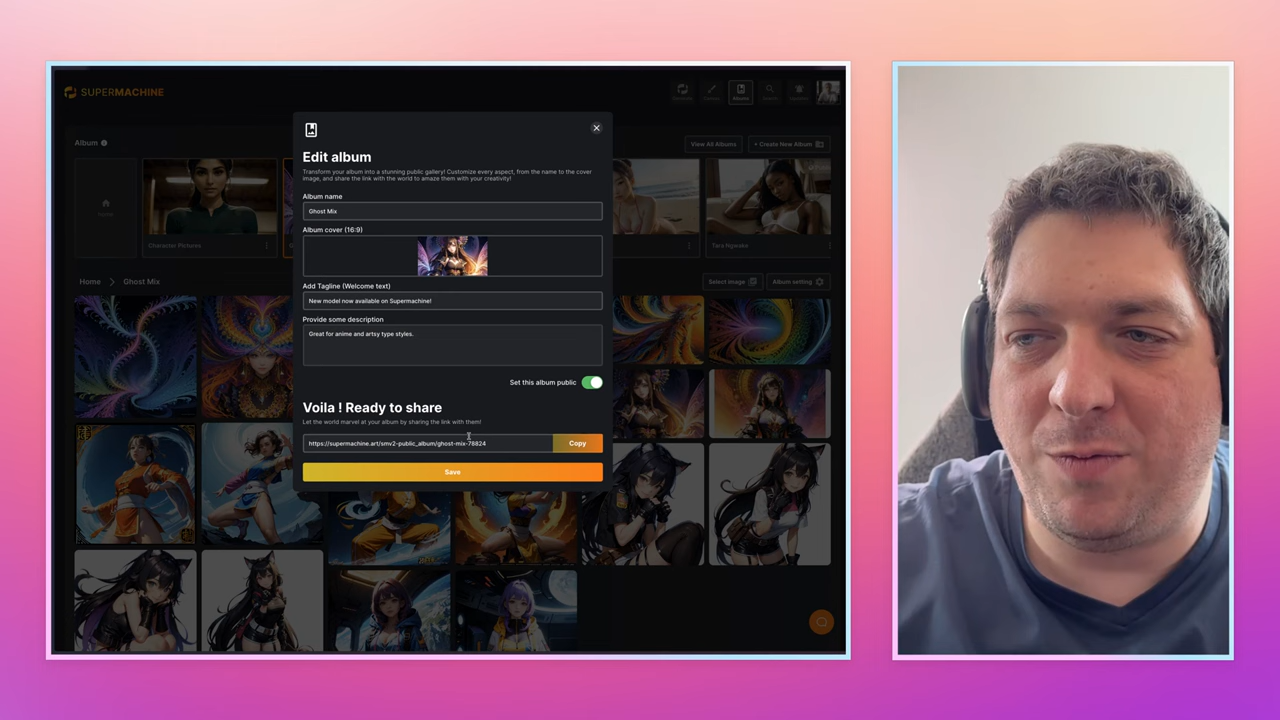 SUPERMACHINE
Albums
Album
View All Albums
+ Create New Album
Character Pictures
Tara Ngwako
Home
Ghost Mix
Select image
Album setting
Edit album
Transform your album into a stunning public gallery! Customize every aspect, from the name to the cover
image, and share the link with the world to amaze them with your creativity!
Album name
Ghost Mix
Album cover (16:9)
Add Tagline (Welcome text)
New model now available on Supermachine!
Provide some description
Great for anime and artsy type styles.
Set this album public
Voila ! Ready to share
Let the world marvel at your album by sharing the link with them!
https://supermachine.art/smv2-public_album/ghost-mix-78824
Copy
Save